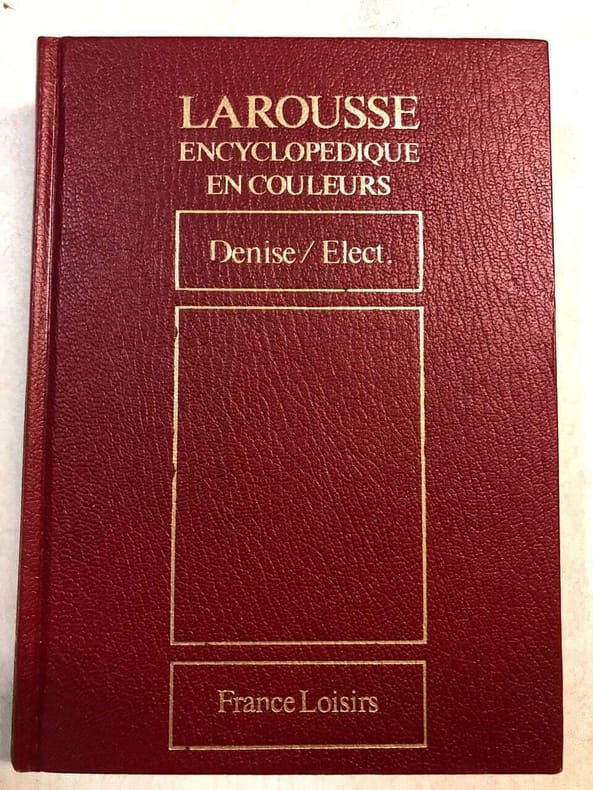 LAROUSSE
ENCYCLOPEDIQUE
EN COULEURS
Denise / Elect.
France Loisirs